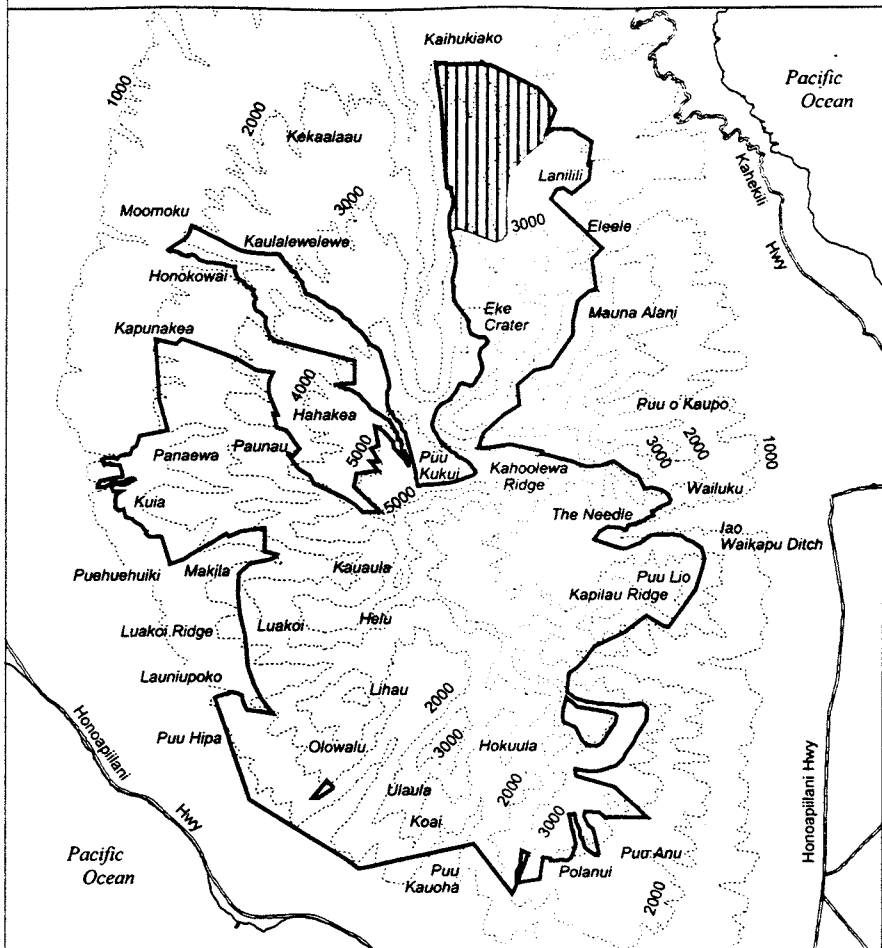 Kaihukiako
Pacific
Ocean
1000
2000
Kekaalaau
Kahekili
Hwy
Lanilili
3000
Moomoku
Kaulalewelewe
3000
Eleele
Honokowai
Eke
Crater
Mauna Alani
Kapunakea
4000
Hahakea
Puu o Kaupo
3000
2000
1000
Panaewa
Paunau
5000
Puu
Kukui
Kahoolewa
Ridge
Wailuku
Kuia
5000
The Needle
Iao
Waikapu Ditch
Puehuehuiki
Makila
Kauaula
Puu Lio
Kapilau Ridge
Luakoi Ridge
Luakoi
Helu
Launiupoko
Lihau
2000
Honoapiilani
Hwy
Puu Hipa
Olowalu
3000
Hokuula
Ulaula
2000
Honoapiilani Hwy
Koai
3000
Pacific
Ocean
Puu
Kauoha
Polanui
Puu Anu
2000